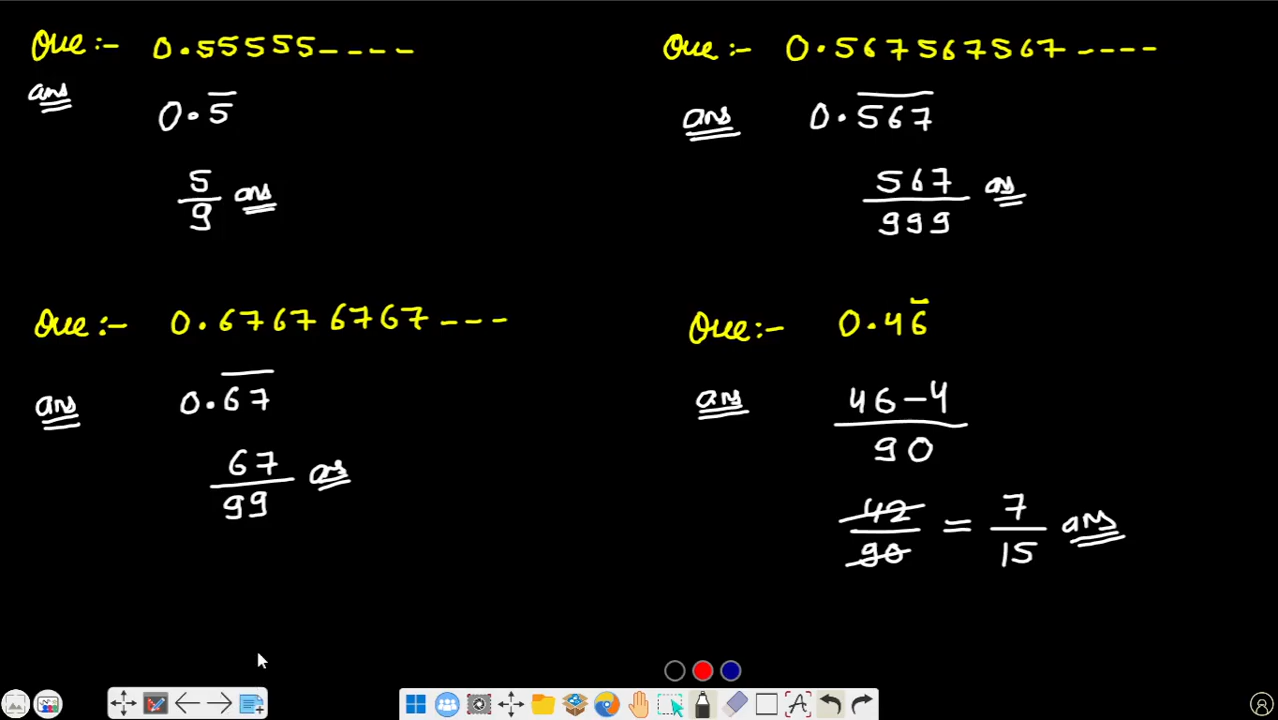 Que :- 0.55555----
ans
0.5̅
5
9
ans
Que :- 0.567567567----
ans
0.5̅6̅7̅
567
999
ans
Que :- 0.67676767---
ans
0.6̅7̅
67
99
ans
Que :- 0.46̅
ans
46-4
90
42
90
= 7
15
ans